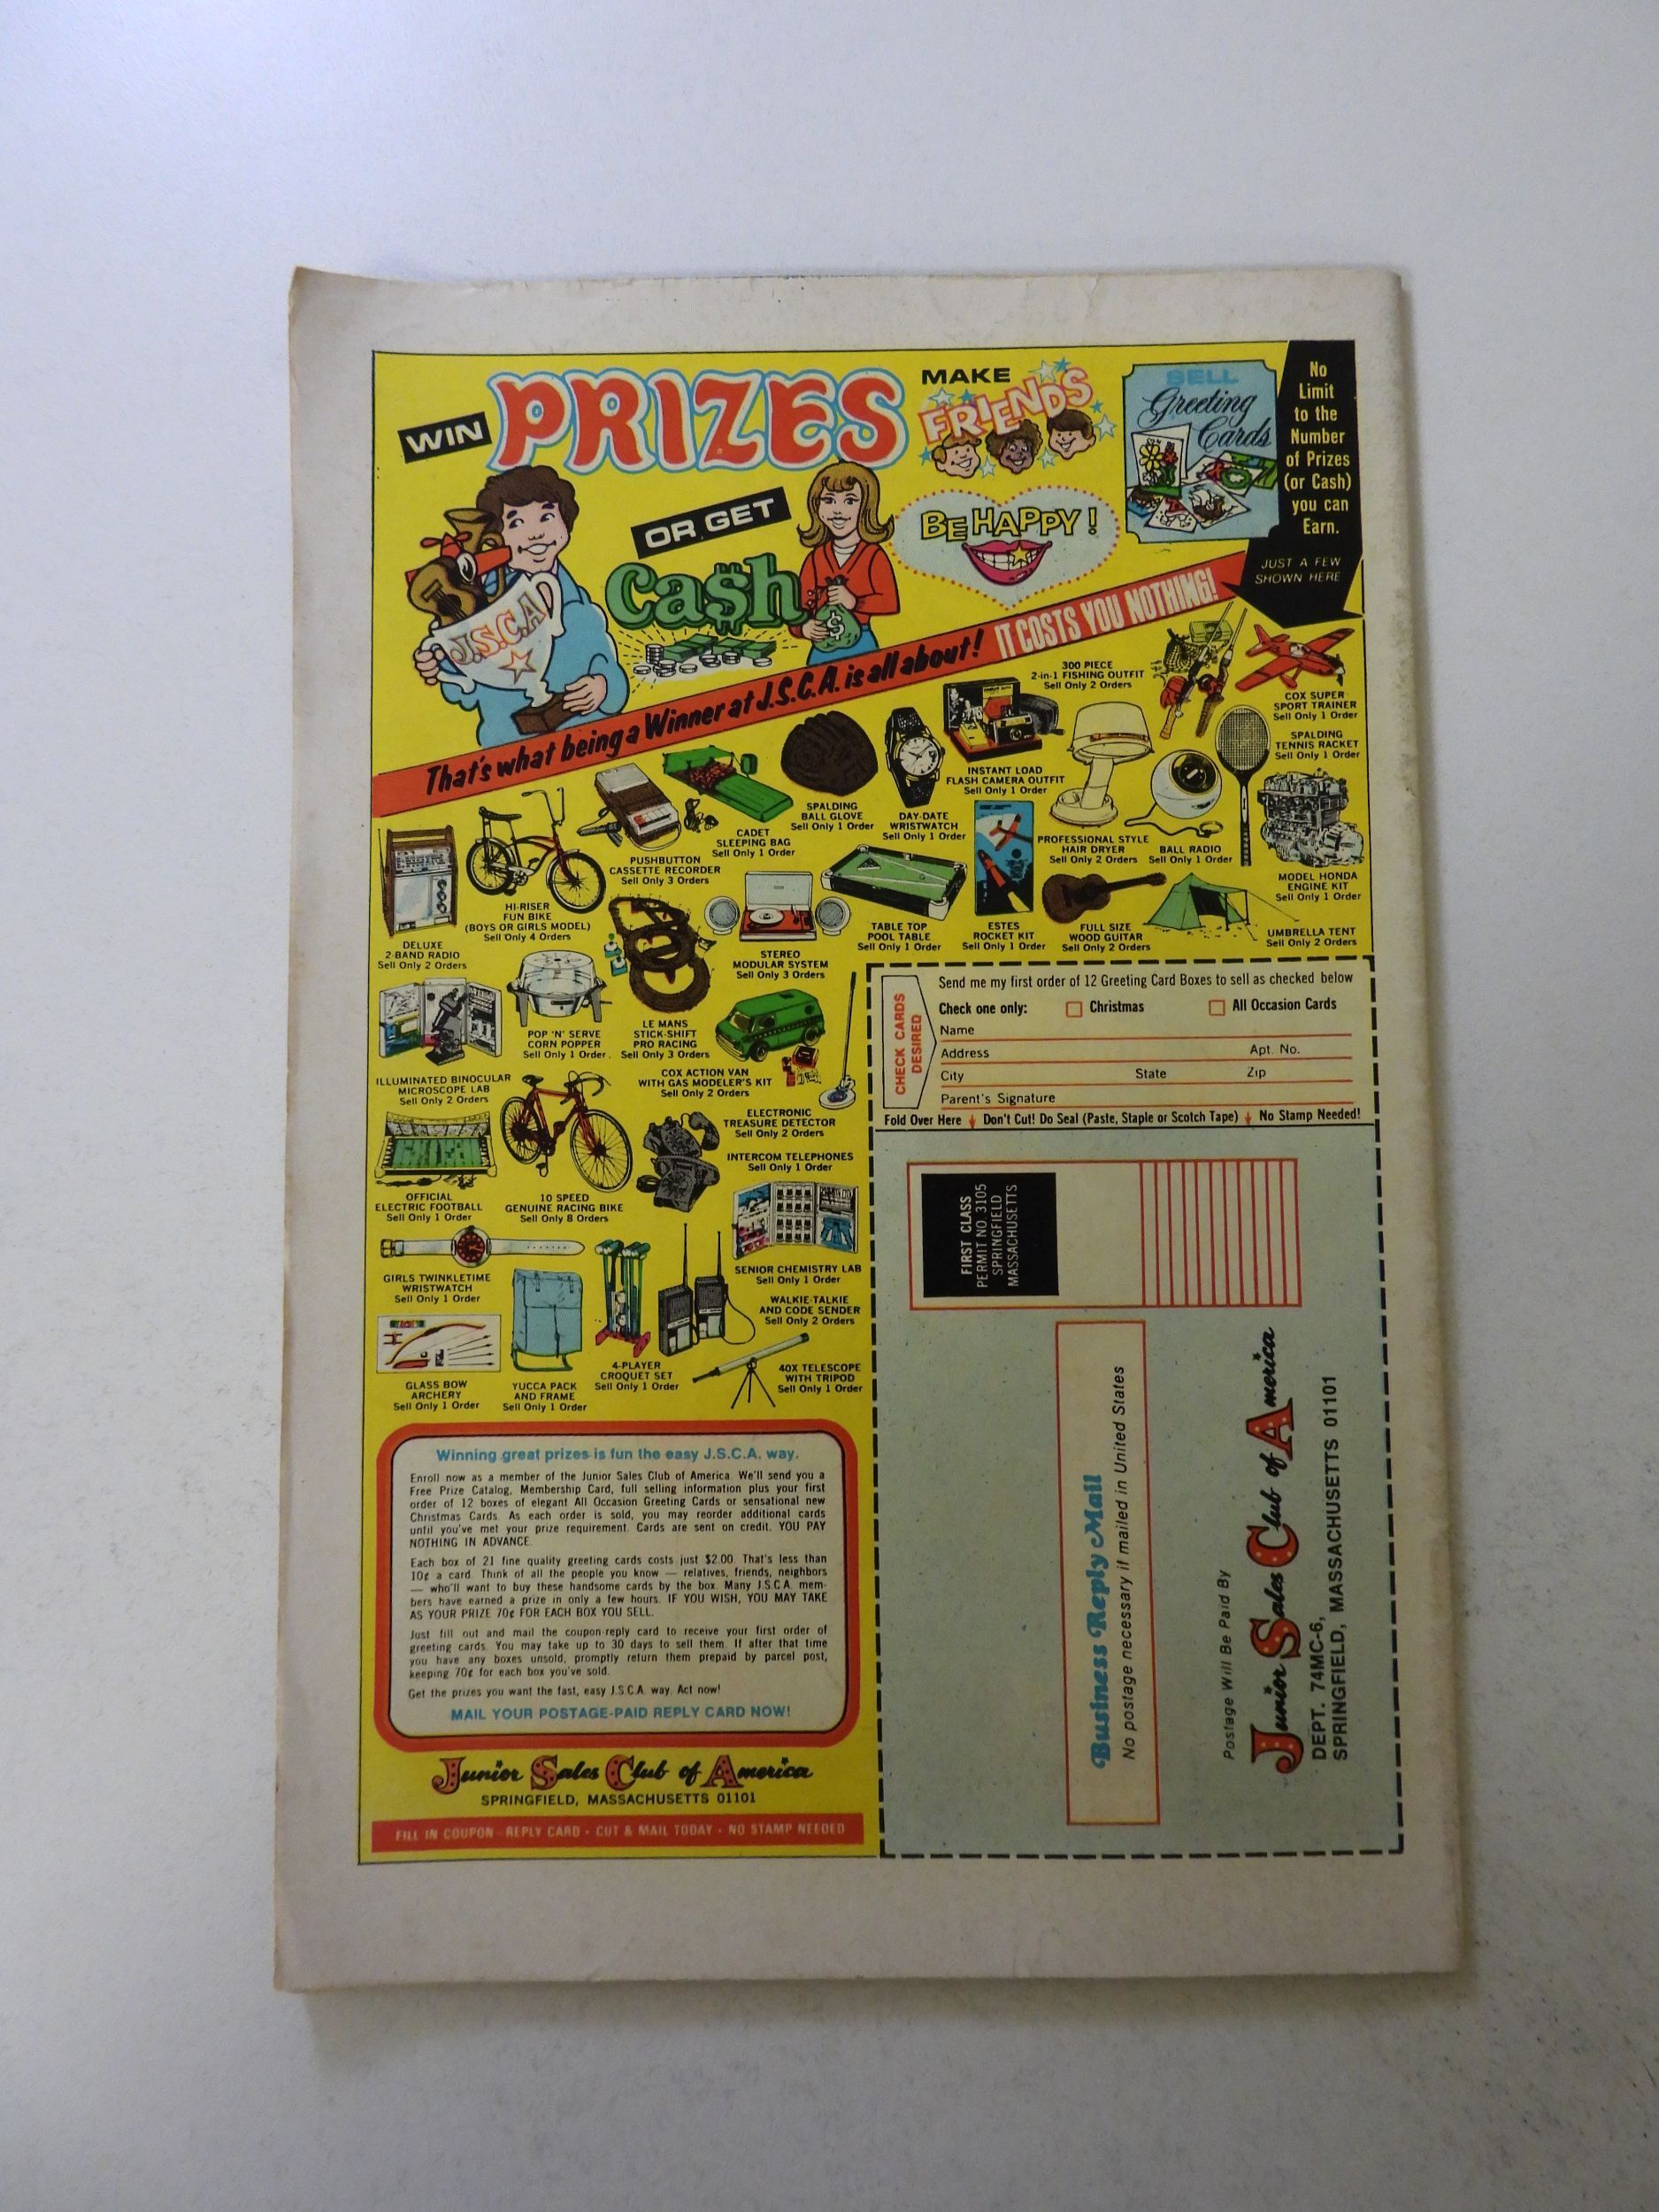 WIN
PRIZES
OR GET
Ca$h
J.S.C.A.
$
MAKE
FRIENDS
BE HAPPY!
SELL
Greeting
Cards
No
Limit
to the
Number
of Prizes
(or Cash)
you can
Earn.
JUST A FEW
SHOWN HERE
That's what being a Winner at J.S.C.A. is all about! IT COSTS YOU NOTHING!
300 PIECE
2-in-1 FISHING OUTFIT
Sell Only 2 Orders
COX SUPER
SPORT TRAINER
Sell Only 1 Order
SPALDING
TENNIS RACKET
Sell Only 1 Order
INSTANT LOAD
FLASH CAMERA OUTFIT
Sell Only 1 Order
SPALDING
BALL GLOVE
Sell Only 1 Order
DAY-DATE
WRISTWATCH
Sell Only 1 Order
CADET
SLEEPING BAG
Sell Only 1 Order
PUSHBUTTON
CASSETTE RECORDER
Sell Only 3 Orders
PROFESSIONAL STYLE
HAIR DRYER
Sell Only 2 Orders
BALL RADIO
Sell Only 1 Order
MODEL HONDA
ENGINE KIT
Sell Only 1 Order
HI-RISER
FUN BIKE
(BOYS OR GIRLS MODEL)
Sell Only 4 Orders
DELUXE
2-BAND RADIO
Sell Only 2 Orders
STEREO
MODULAR SYSTEM
Sell Only 3 Orders
TABLE TOP
POOL TABLE
Sell Only 1 Order
ESTES
ROCKET KIT
Sell Only 1 Order
FULL SIZE
WOOD GUITAR
Sell Only 2 Orders
UMBRELLA TENT
Sell Only 2 Orders
POP 'N' SERVE
CORN POPPER
Sell Only 1 Order.
LE MANS
STICK-SHIFT
PRO RACING
Sell Only 3 Orders
ILLUMINATED BINOCULAR
MICROSCOPE LAB
Sell Only 2 Orders
COX ACTION VAN
WITH GAS MODELER'S KIT
Sell Only 2 Orders
ELECTRONIC
TREASURE DETECTOR
Sell Only 2 Orders
INTERCOM TELEPHONES
Sell Only 1 Order
OFFICIAL
ELECTRIC FOOTBALL
Sell Only 1 Order
10 SPEED
GENUINE RACING BIKE
Sell Only 8 Orders
SENIOR CHEMISTRY LAB
Sell Only 1 Order
GIRLS TWINKLETIME
WRISTWATCH
Sell Only 1 Order
WALKIE-TALKIE
AND CODE SENDER
Sell Only 2 Orders
GLASS BOW
ARCHERY
Sell Only 1 Order
YUCCA PACK
AND FRAME
Sell Only 1 Order
4-PLAYER
CROQUET SET
Sell Only 1 Order
40X TELESCOPE
WITH TRIPOD
Sell Only 1 Order
Winning great prizes is fun the easy J.S.C.A. way.
Enroll now as a member of the Junior Sales Club of America. We'll send you a
Free Prize Catalog, Membership Card, full selling information plus your first
order of 12 boxes of elegant All Occasion Greeting Cards or sensational new
Christmas Cards. As each order is sold, you may reorder additional cards
until you've met your prize requirement. Cards are sent on credit. YOU PAY
NOTHING IN ADVANCE.
Each box of 21 fine quality greeting cards costs just $2.00. That's less than
10¢ a card. Think of all the people you know — relatives, friends, neighbors
— who'll want to buy these handsome cards by the box. Many J.S.C.A. mem-
bers have earned a prize in only a few hours. IF YOU WISH, YOU MAY TAKE
AS YOUR PRIZE 70¢ FOR EACH BOX YOU SELL.
Just fill out and mail the coupon-reply card to receive your first order of
greeting cards. You may take up to 30 days to sell them. If after that time
you have any boxes unsold, promptly return them prepaid by parcel post,
keeping 70¢ for each box you've sold.
Get the prizes you want the fast, easy J.S.C.A. way. Act now!
MAIL YOUR POSTAGE-PAID REPLY CARD NOW!
Junior Sales Club of America
SPRINGFIELD, MASSACHUSETTS 01101
FILL IN COUPON-REPLY CARD • CUT & MAIL TODAY • NO STAMP NEEDED
CHECK CARDS
DESIRED
Send me my first order of 12 Greeting Card Boxes to sell as checked below
Check one only: Christmas All Occasion Cards
Name
Address Apt. No.
City State Zip
Parent's Signature
Fold Over Here Don't Cut! Do Seal (Paste, Staple or Scotch Tape) No Stamp Needed!
FIRST CLASS
PERMIT NO. 3105
SPRINGFIELD
MASSACHUSETTS
Business Reply Mail
No postage necessary if mailed in United States
Postage Will Be Paid By
Junior Sales Club of America
DEPT. 74MC-6,
SPRINGFIELD, MASSACHUSETTS 01101